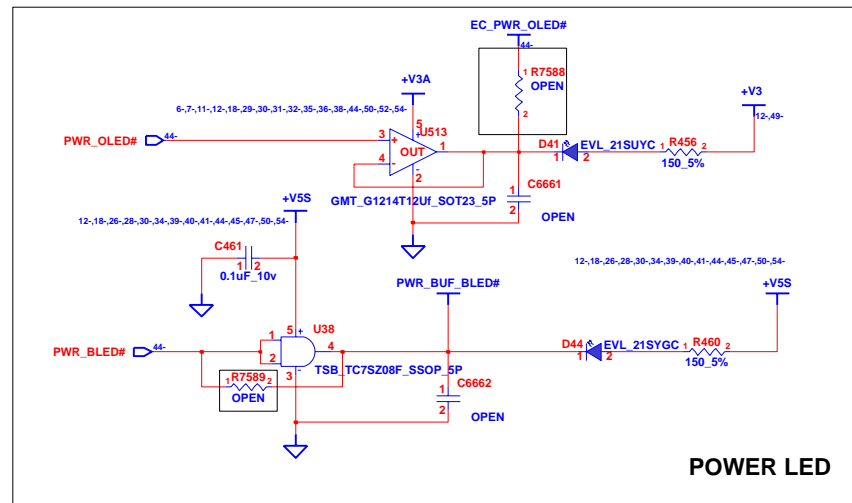 EC_PWR_OLED#
44-
1 R7588
OPEN
2
+V3A
6-,7-,11-,12-,18-,29-,30-,31-,32-,35-,36-,38-,44-,50-,52-,54-
+V3
12-,49-
PWR_OLED# 44-
5 U513
3 + +
OUT 1
4 -
-
2
GMT_G1214T12Uf_SOT23_5P
D41 EVL_21SUYC
1 2
1 R456 2
150_5%
1 C6661
2
OPEN
+V5S
12-,18-,26-,28-,30-,34-,39-,40-,41-,44-,45-,47-,50-,54-
C461
1 2
0.1uF_10v
PWR_BUF_BLED#
12-,18-,26-,28-,30-,34-,39-,40-,41-,44-,45-,47-,50-,54-
+V5S
PWR_BLED# 44-
5 + U38
1
4
2
3 -
TSB_TC7SZ08F_SSOP_5P
1 R7589 2
OPEN
D44 EVL_21SYGC
1 2
1 R460 2
150_5%
C6662
1
2
OPEN
POWER LED